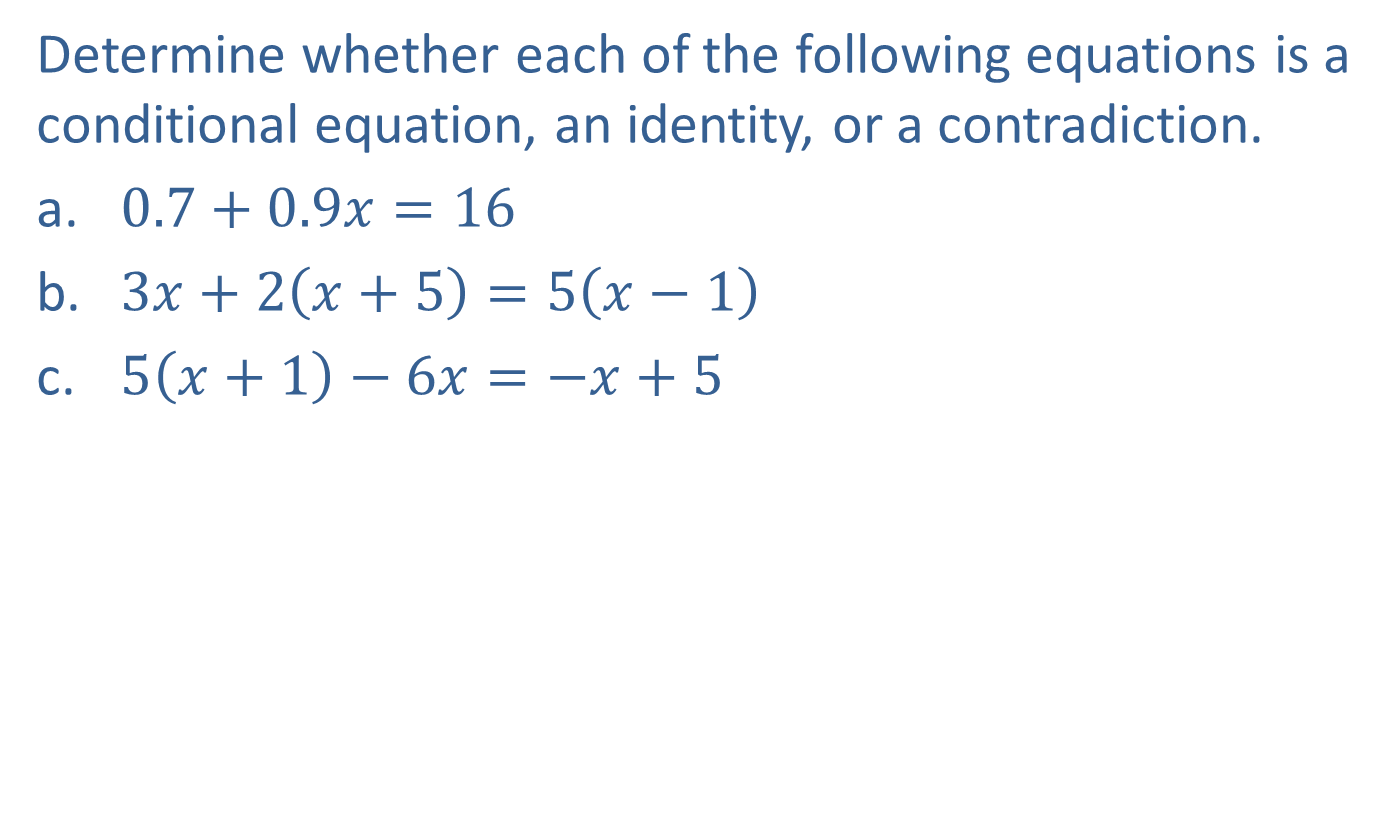 Determine whether each of the following equations is a
conditional equation, an identity, or a contradiction.
a. 0.7 + 0.9x = 16
b. 3x + 2(x + 5) = 5(x − 1)
c. 5(x + 1) − 6x = −x + 5